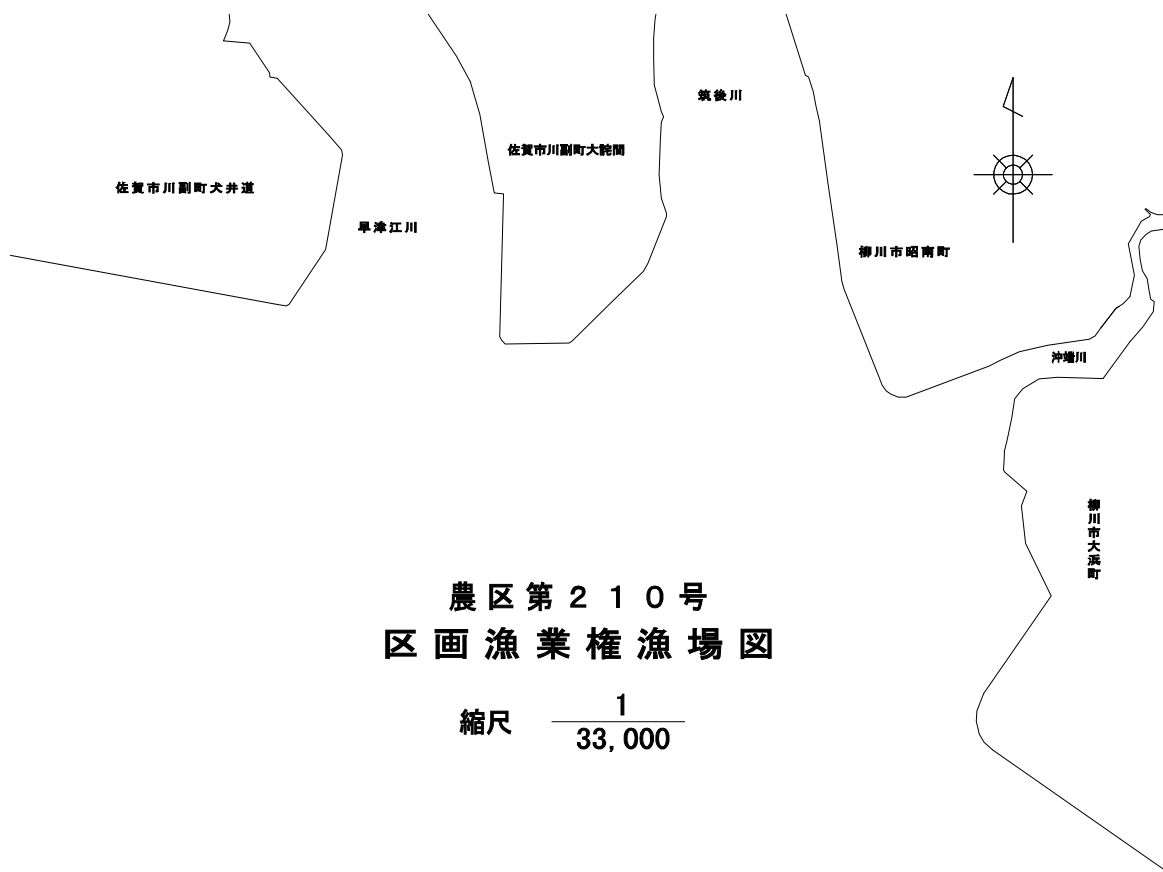 筑後川
佐賀市川副町大詫間
佐賀市川副町犬井道
早津江川
柳川市昭南町
沖端川
柳川市大浜町
農区第２１０号
区画漁業権漁場図
縮尺 1
33,000